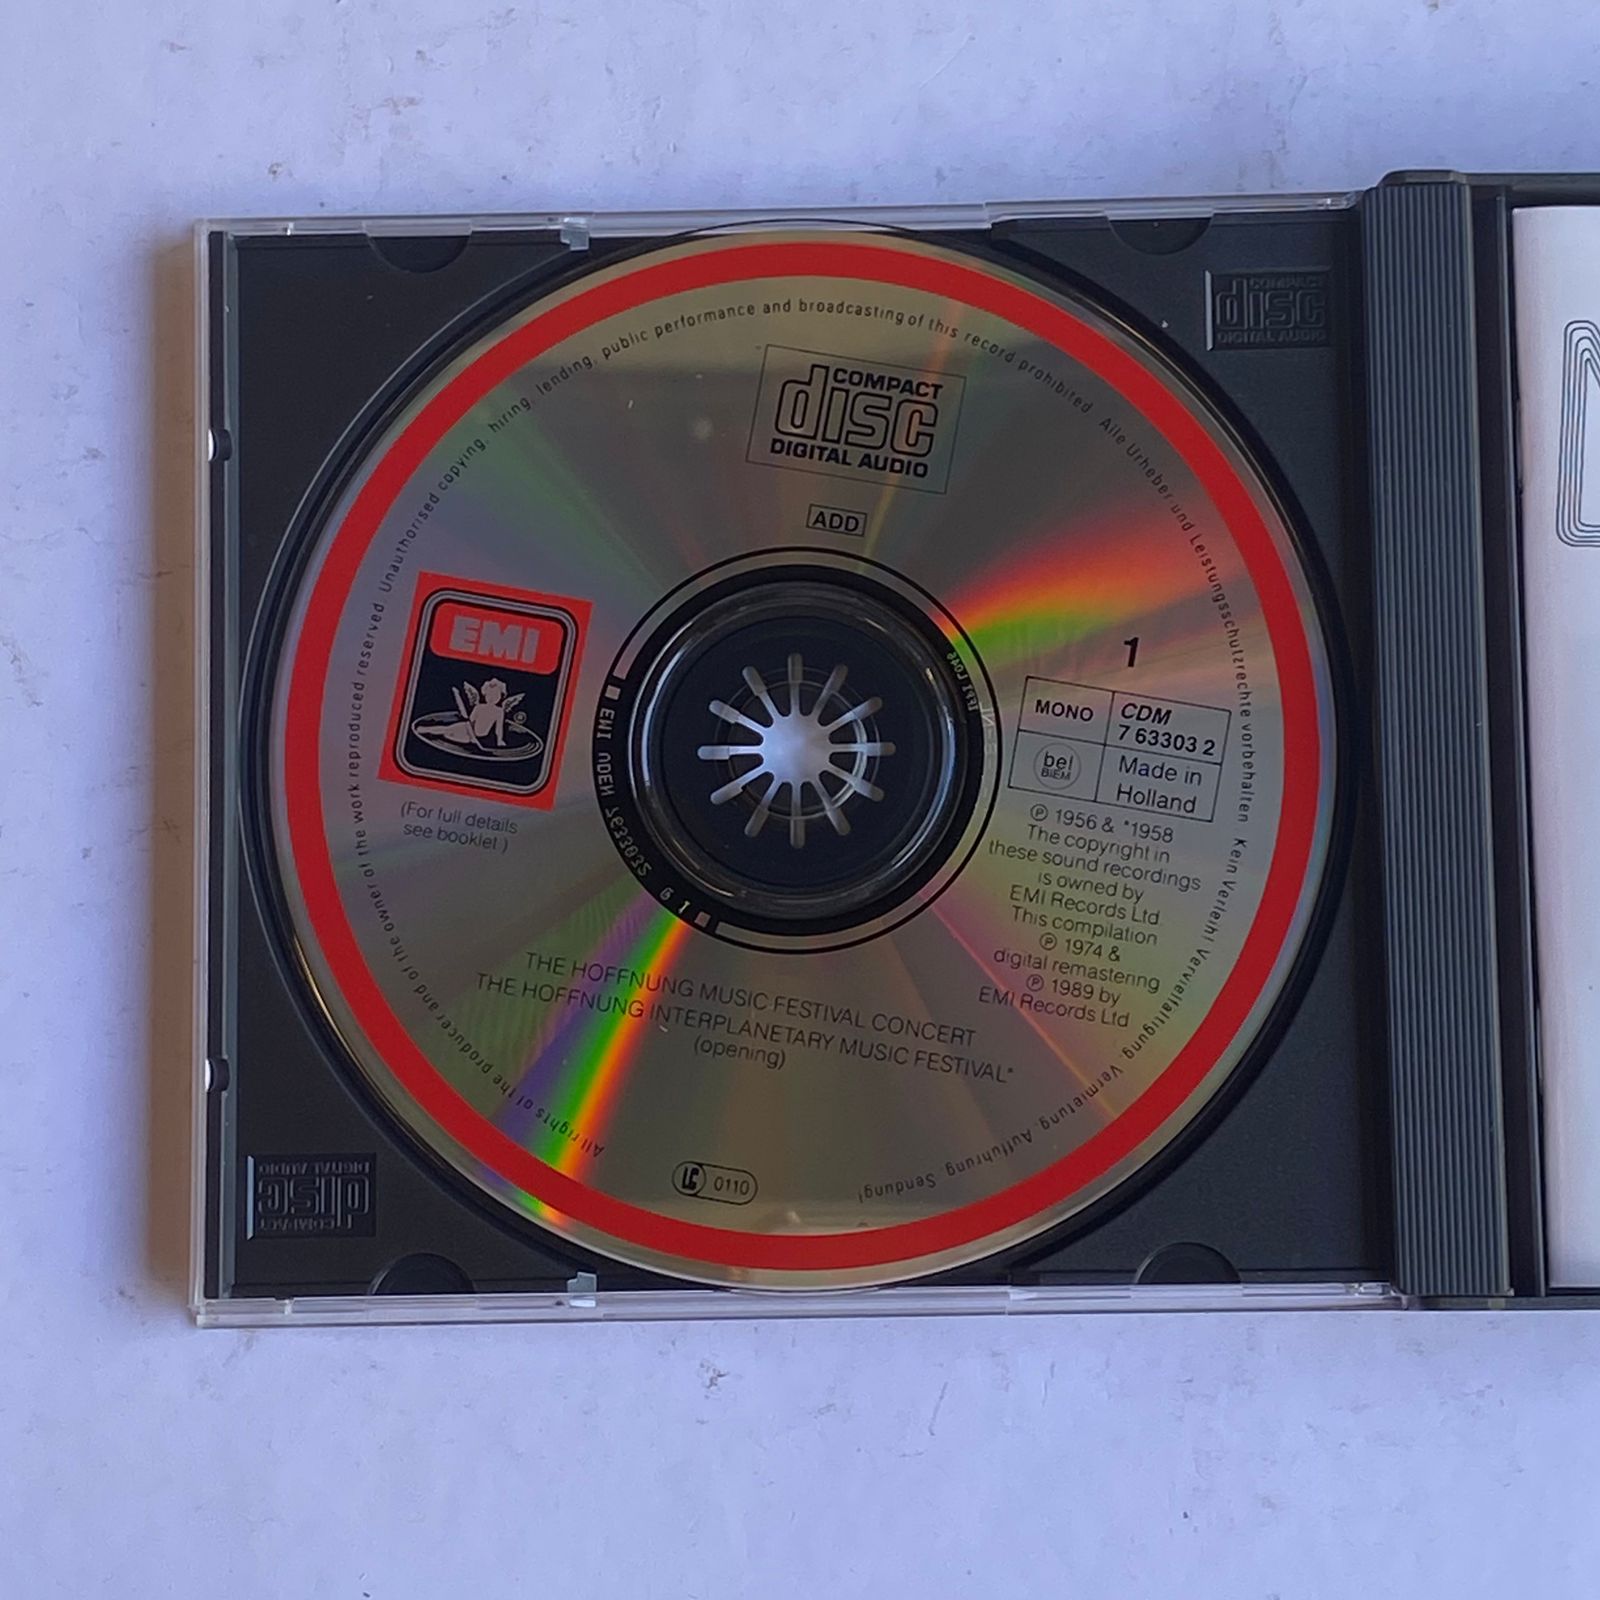 COMPACT
disc
DIGITAL AUDIO
ADD
EMI
(For full details
see booklet.)
1
MONO
CDM
7 63303 2
bel
BIEM
Made in
Holland
℗ 1956 & *1958
The copyright in
these sound recordings
is owned by
EMI Records Ltd.
This compilation
℗ 1974 &
digital remastering
℗ 1989 by
EMI Records Ltd
THE HOFFNUNG MUSIC FESTIVAL CONCERT
THE HOFFNUNG INTERPLANETARY MUSIC FESTIVAL*
(opening)
LC 0110
All rights of the producer and of the owner of the work reproduced reserved. Unauthorised copying, hiring, lending, public performance and broadcasting of this record prohibited. Alle Urheber- und Leistungsschutzrechte vorbehalten. Kein Verleih! Vervielfältigung, Vermietung, Aufführung, Sendung!
EMI UDEN 7633032
COMPACT
disc
DIGITAL AUDIO
COMPACT
disc
DIGITAL AUDIO